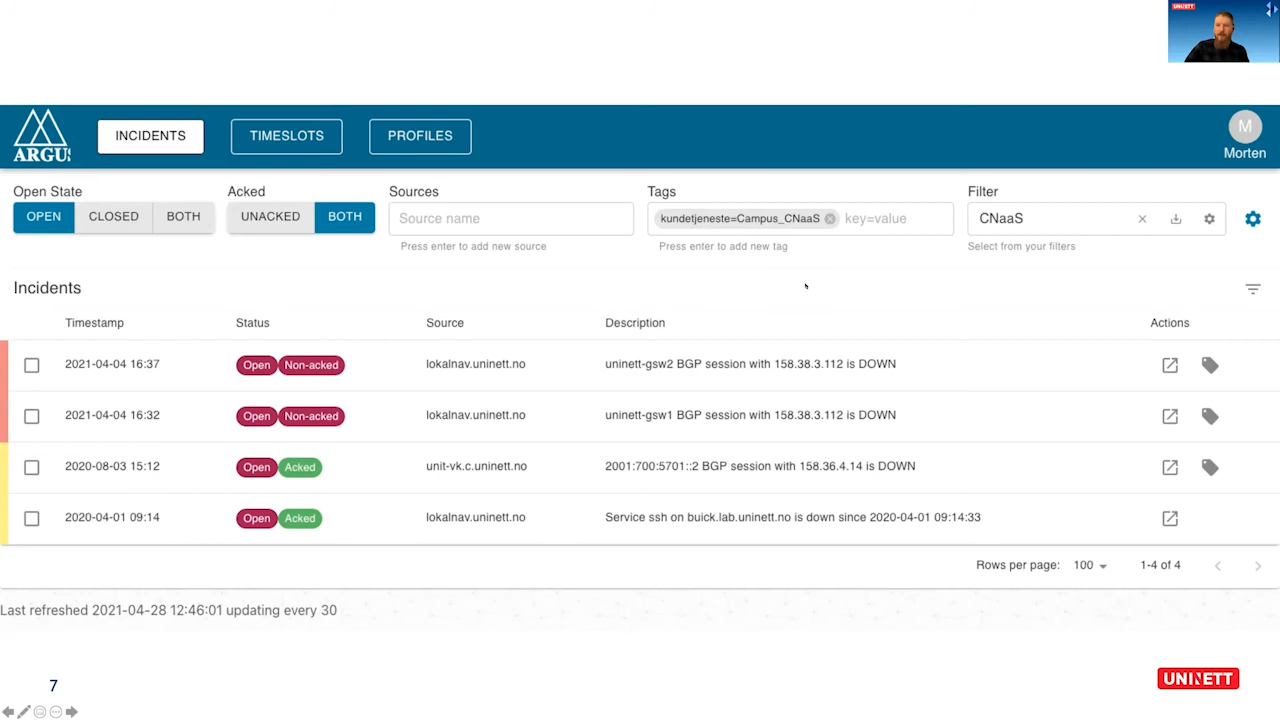 UNINETT
ARGUS
INCIDENTS
TIMESLOTS
PROFILES
M
Morten
Open State
Acked
Sources
Tags
Filter
OPEN
CLOSED
BOTH
UNACKED
BOTH
Source name
kundetjeneste=Campus_CNaaS
key=value
CNaaS
Press enter to add new source
Press enter to add new tag
Select from your filters
Incidents
Timestamp Status Source Description Actions
2021-04-04 16:37 Open Non-acked lokalnav.uninett.no uninett-gsw2 BGP session with 158.38.3.112 is DOWN
2021-04-04 16:32 Open Non-acked lokalnav.uninett.no uninett-gsw1 BGP session with 158.38.3.112 is DOWN
2020-08-03 15:12 Open Acked unit-vk.c.uninett.no 2001:700:5701::2 BGP session with 158.36.4.14 is DOWN
2020-04-01 09:14 Open Acked lokalnav.uninett.no Service ssh on buick.lab.uninett.no is down since 2020-04-01 09:14:33
Rows per page: 100 1-4 of 4
Last refreshed 2021-04-28 12:46:01 updating every 30
7
UNINETT